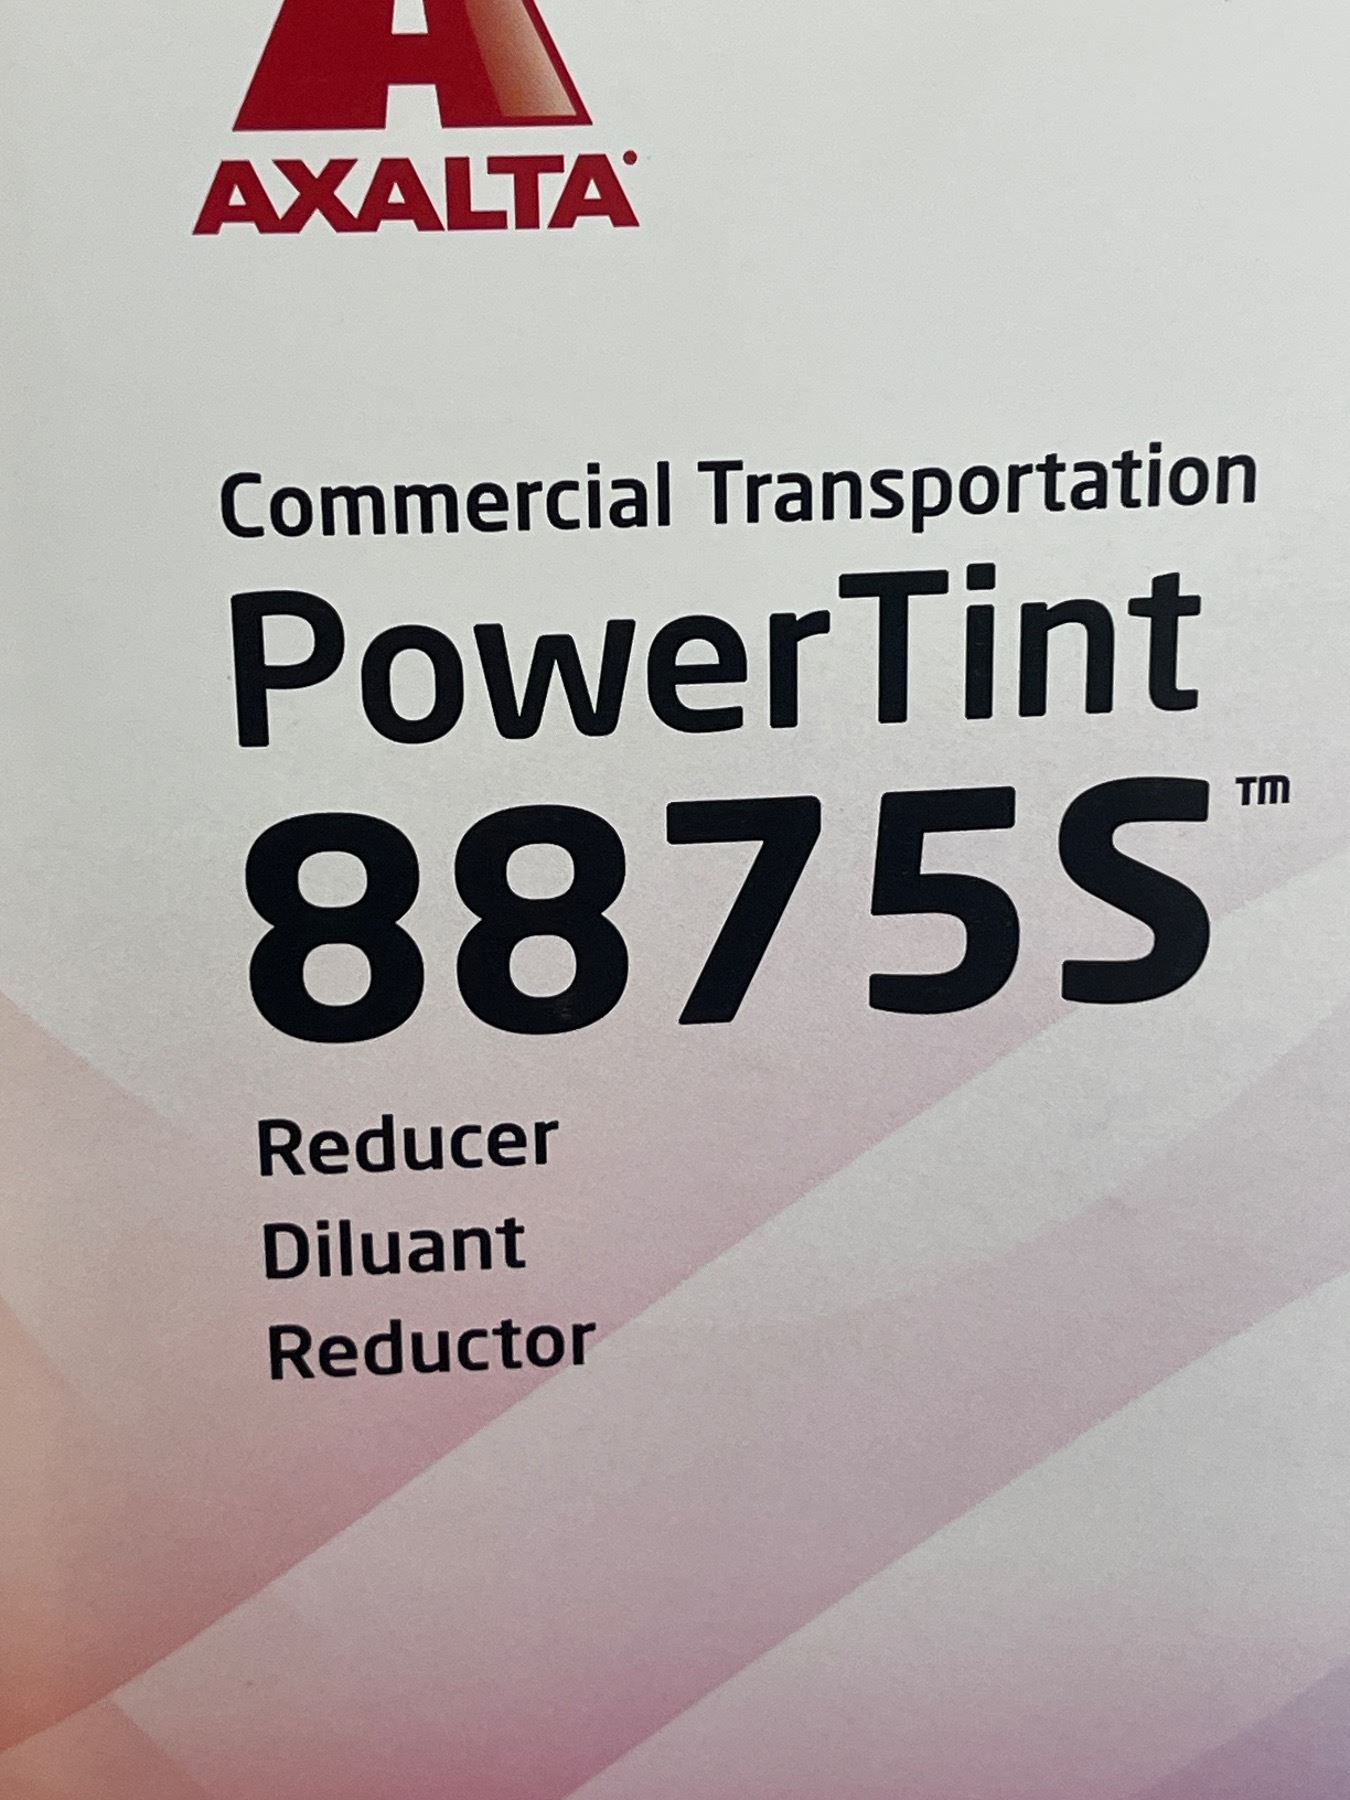 AXALTA
Commercial Transportation
PowerTint
8875S™
Reducer
Diluant
Reductor